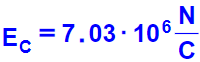 E_C = 7.03 · 10^6 N/C